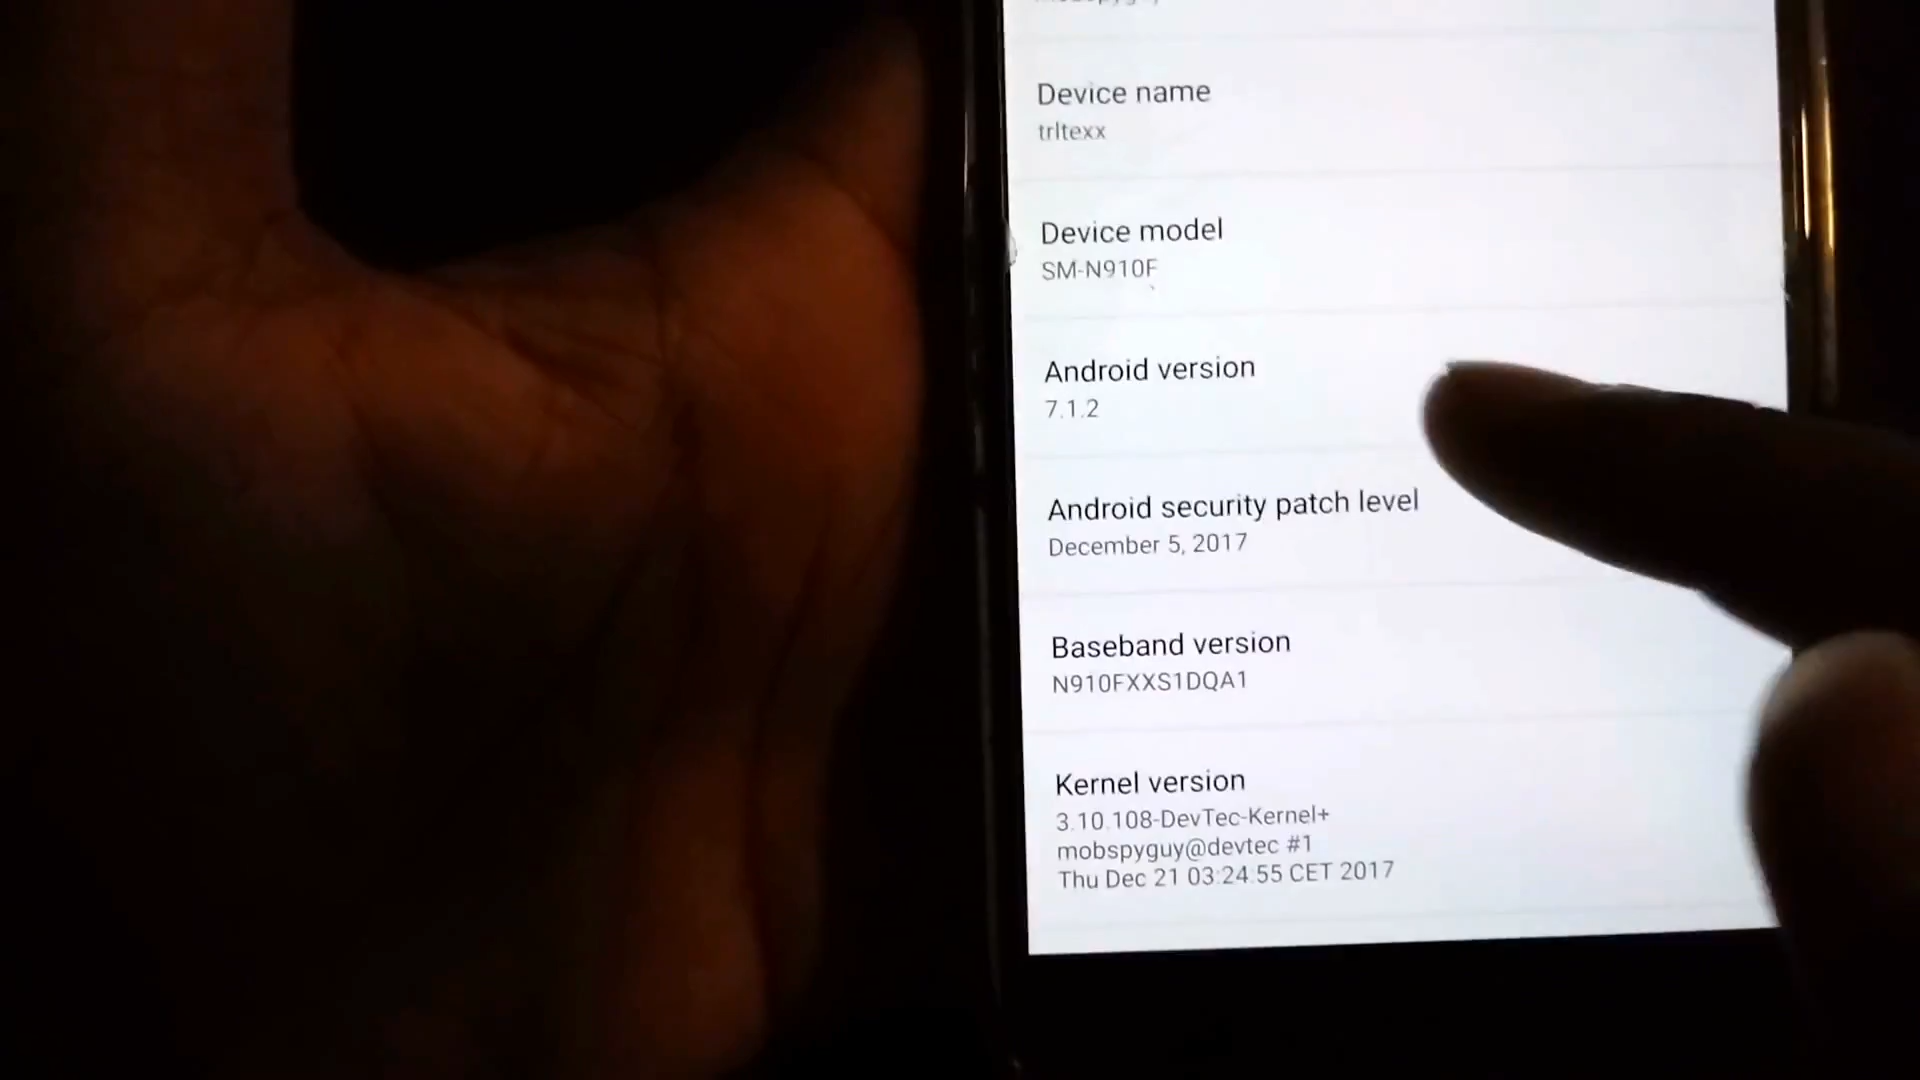 Device name
trltexx
Device model
SM-N910F
Android version
7.1.2
Android security patch level
December 5, 2017
Baseband version
N910FXXS1DQA1
Kernel version
3.10.108-DevTec-Kernel+
mobspyguy@devtec #1
Thu Dec 21 03:24:55 CET 2017